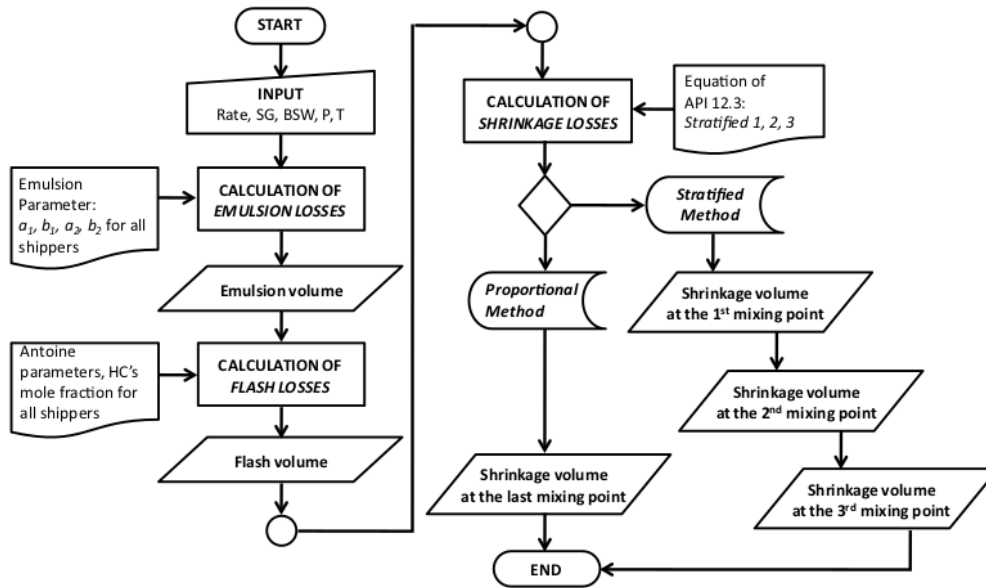 START
INPUT
Rate, SG, BSW, P, T
Emulsion
Parameter:
a₁, b₁, a₂, b₂ for all
shippers
CALCULATION OF
EMULSION LOSSES
Emulsion volume
Antoine
parameters, HC's
mole fraction for
all shippers
CALCULATION OF
FLASH LOSSES
Flash volume
CALCULATION OF
SHRINKAGE LOSSES
Equation of
API 12.3:
Stratified 1, 2, 3
Stratified
Method
Proportional
Method
Shrinkage volume
at the 1st mixing point
Shrinkage volume
at the 2nd mixing point
Shrinkage volume
at the last mixing point
Shrinkage volume
at the 3rd mixing point
END